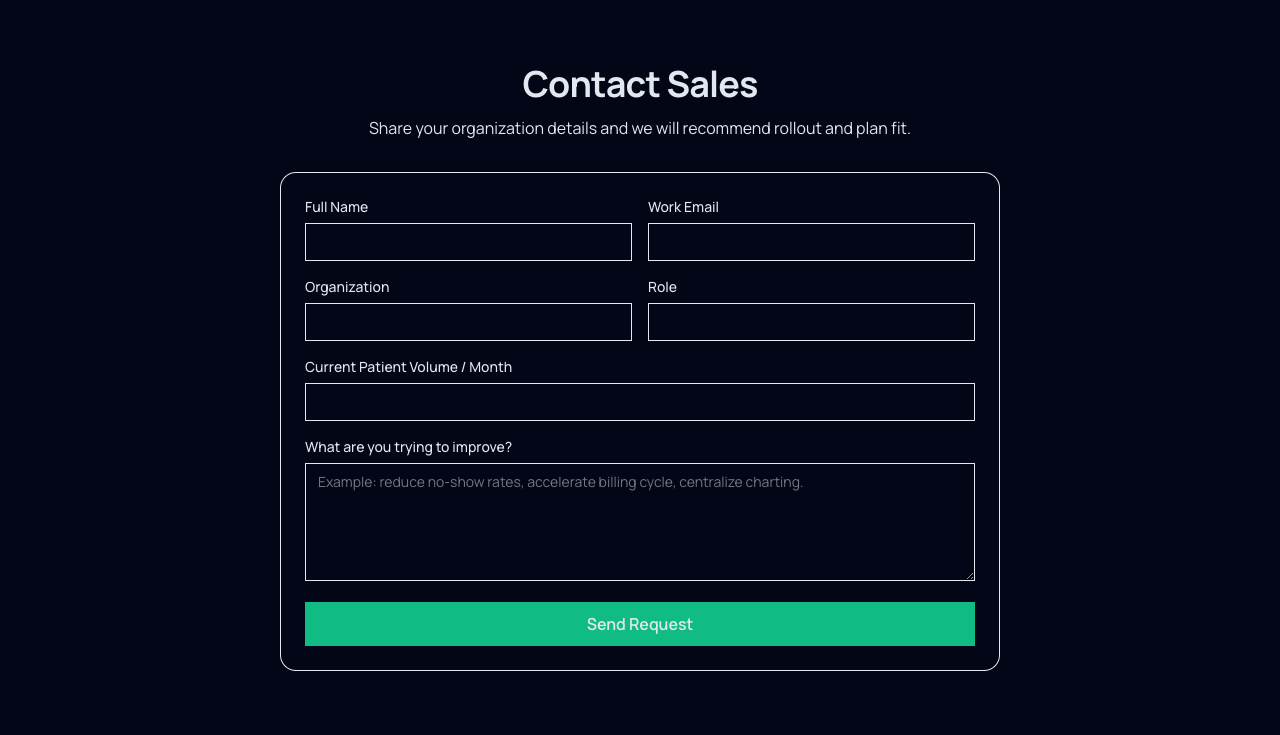 Contact Sales
Share your organization details and we will recommend rollout and plan fit.
Full Name
Work Email
Organization
Role
Current Patient Volume / Month
What are you trying to improve?
Example: reduce no-show rates, accelerate billing cycle, centralize charting.
Send Request